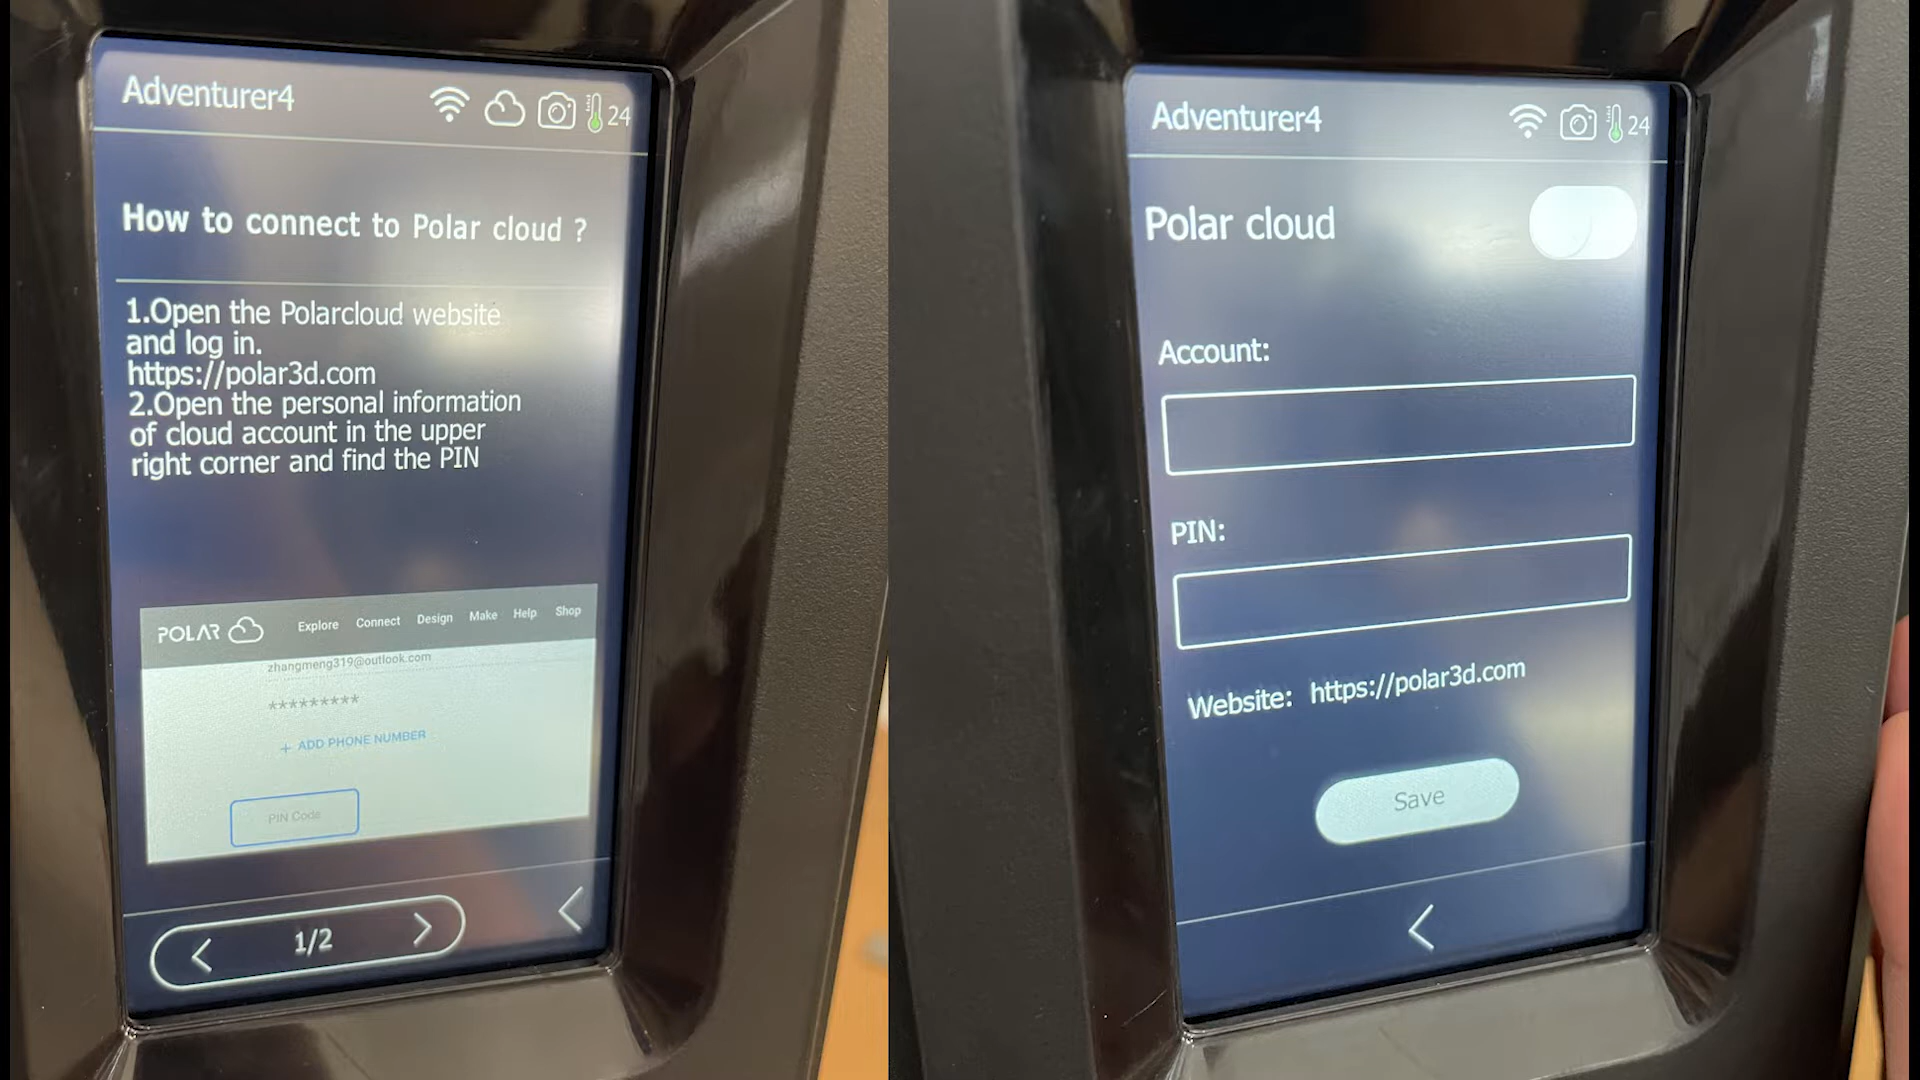 Adventurer4
24
How to connect to Polar cloud ?
1.Open the Polarcloud website
and log in.
https://polar3d.com
2.Open the personal information
of cloud account in the upper
right corner and find the PIN
POLAR Explore Connect Design Make Help Shop
zhangmeng319@outlook.com
*********
+ ADD PHONE NUMBER
PIN Code
< 1/2 > <
Adventurer4
24
Polar cloud
Account:
PIN:
Website: https://polar3d.com
Save
<